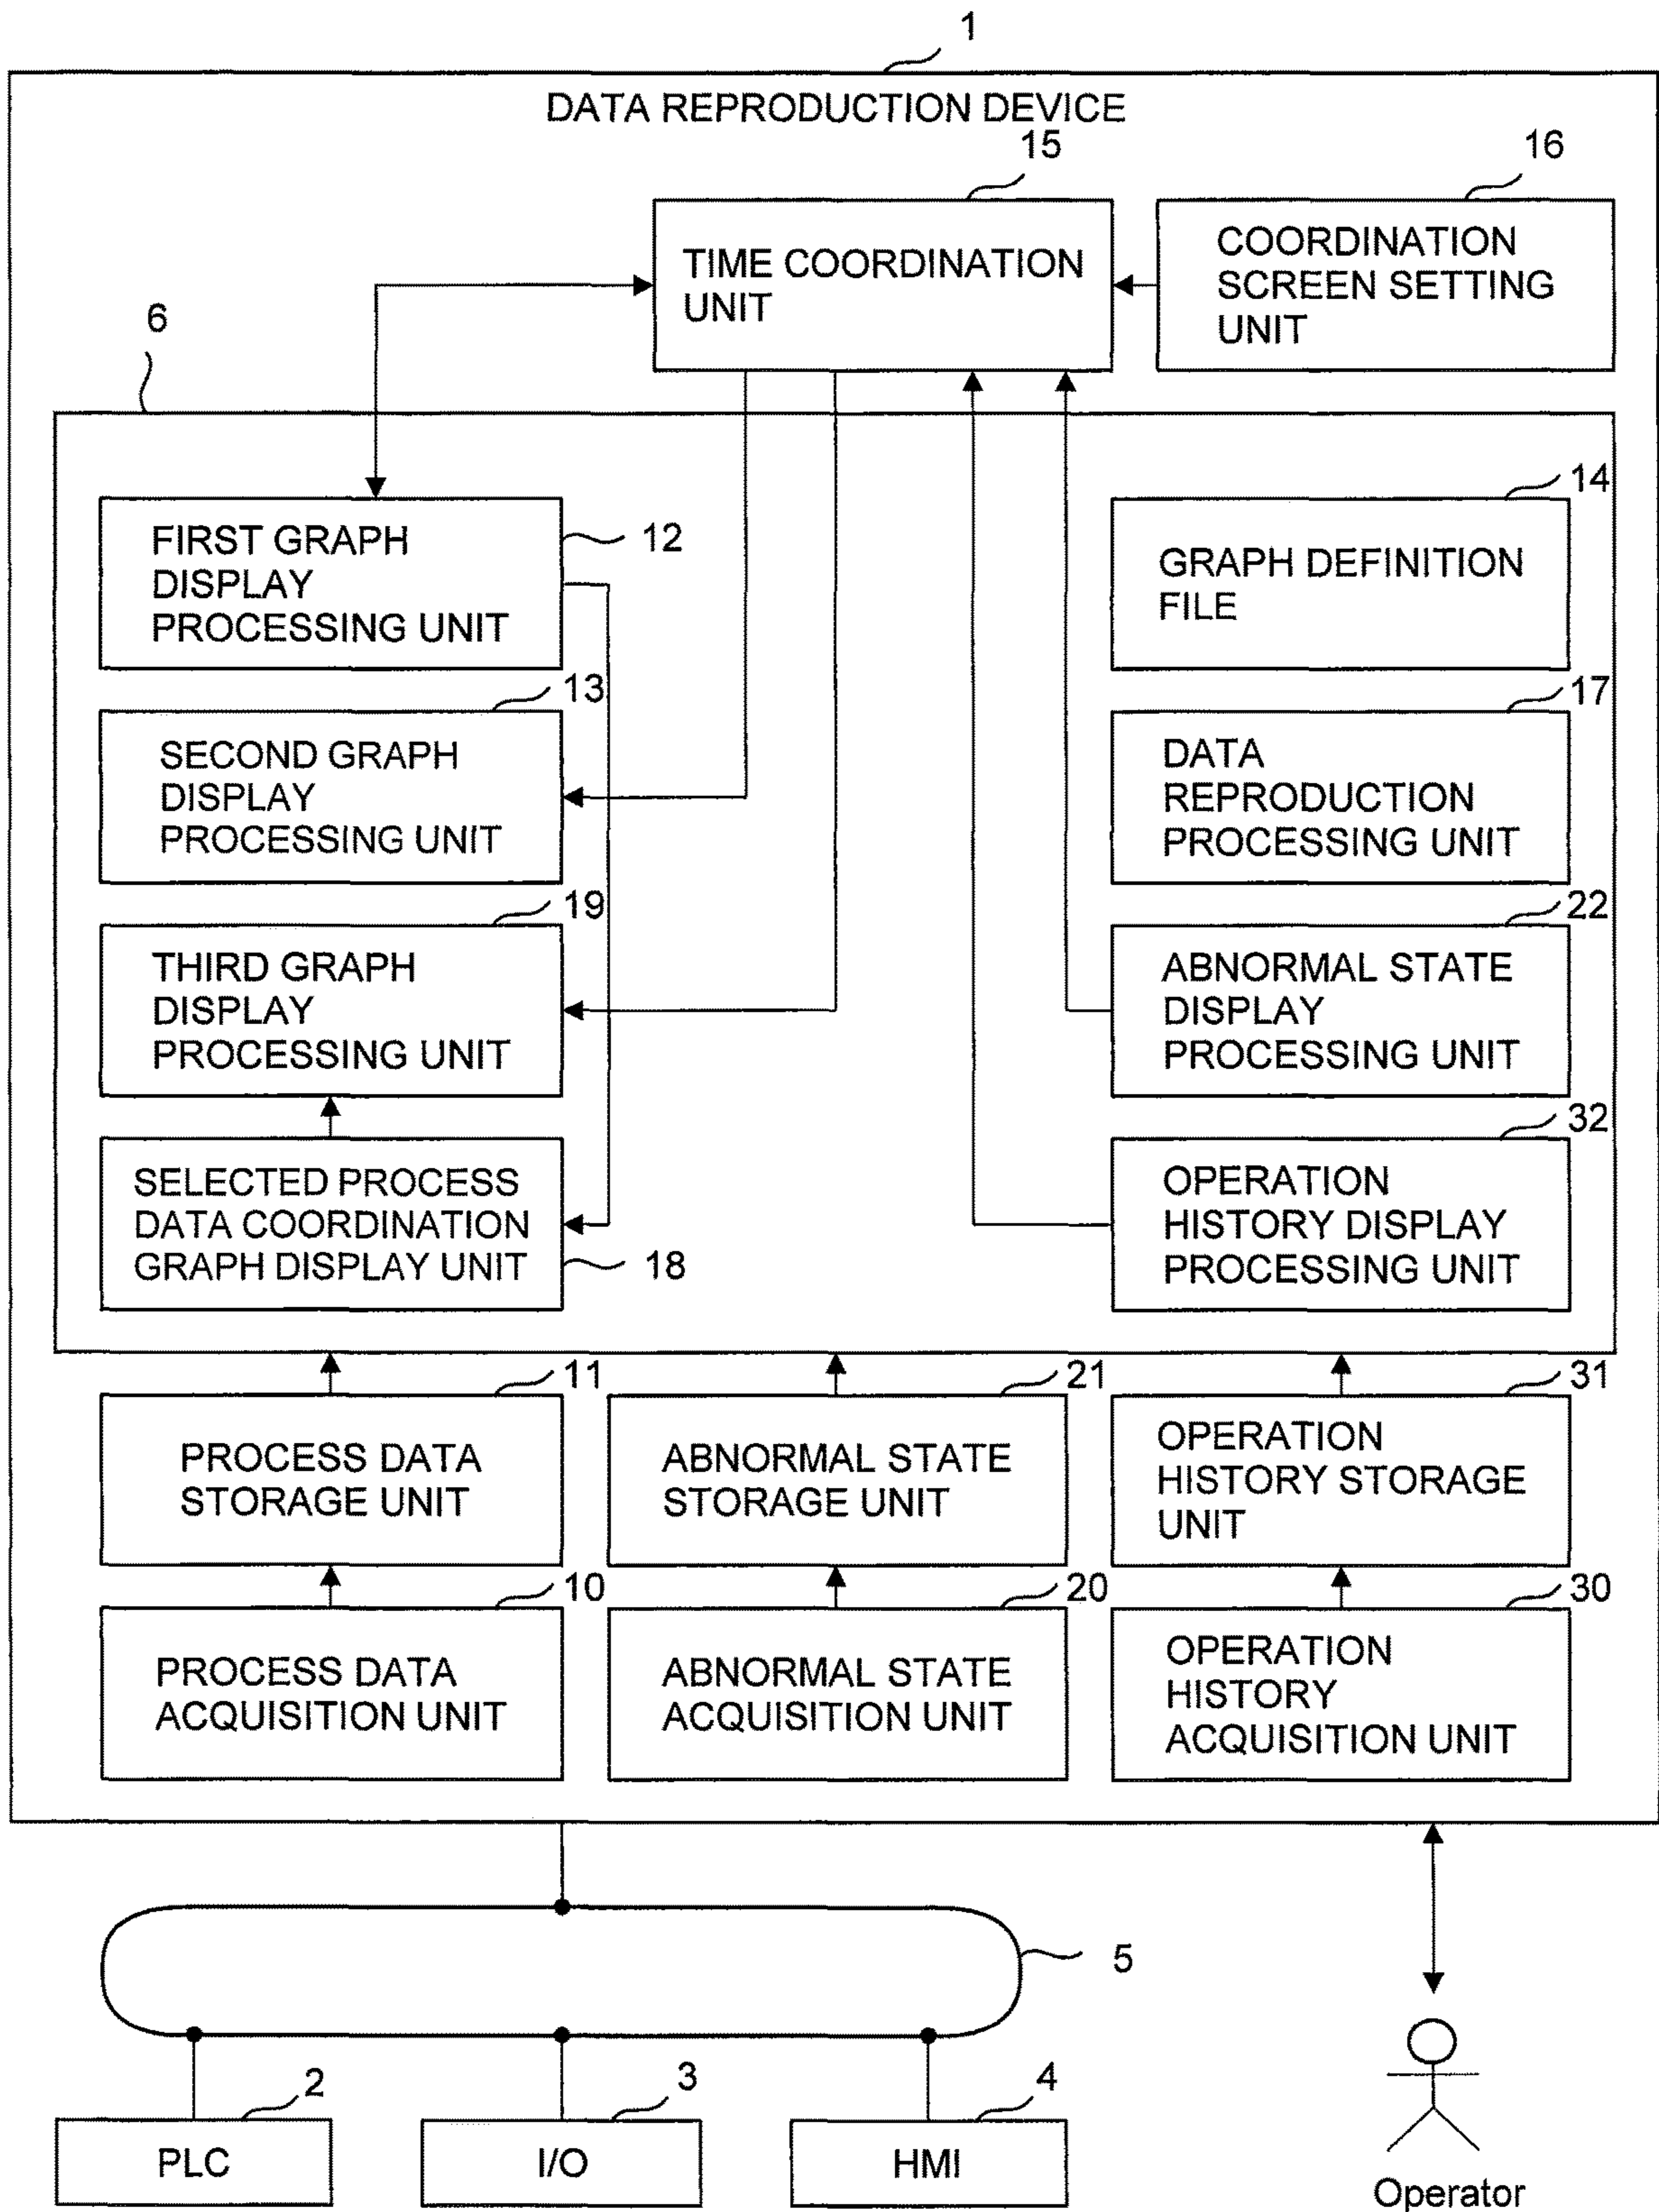 1
DATA REPRODUCTION DEVICE
15
16
TIME COORDINATION
UNIT
COORDINATION
SCREEN SETTING
UNIT
6
14
FIRST GRAPH
DISPLAY
PROCESSING UNIT
12
GRAPH DEFINITION
FILE
13
17
SECOND GRAPH
DISPLAY
PROCESSING UNIT
DATA
REPRODUCTION
PROCESSING UNIT
19
22
THIRD GRAPH
DISPLAY
PROCESSING UNIT
ABNORMAL STATE
DISPLAY
PROCESSING UNIT
32
SELECTED PROCESS
DATA COORDINATION
GRAPH DISPLAY UNIT
18
OPERATION
HISTORY DISPLAY
PROCESSING UNIT
11
21
31
PROCESS DATA
STORAGE UNIT
ABNORMAL STATE
STORAGE UNIT
OPERATION
HISTORY STORAGE
UNIT
10
20
30
PROCESS DATA
ACQUISITION UNIT
ABNORMAL STATE
ACQUISITION UNIT
OPERATION
HISTORY
ACQUISITION UNIT
5
2
3
4
PLC
I/O
HMI
Operator